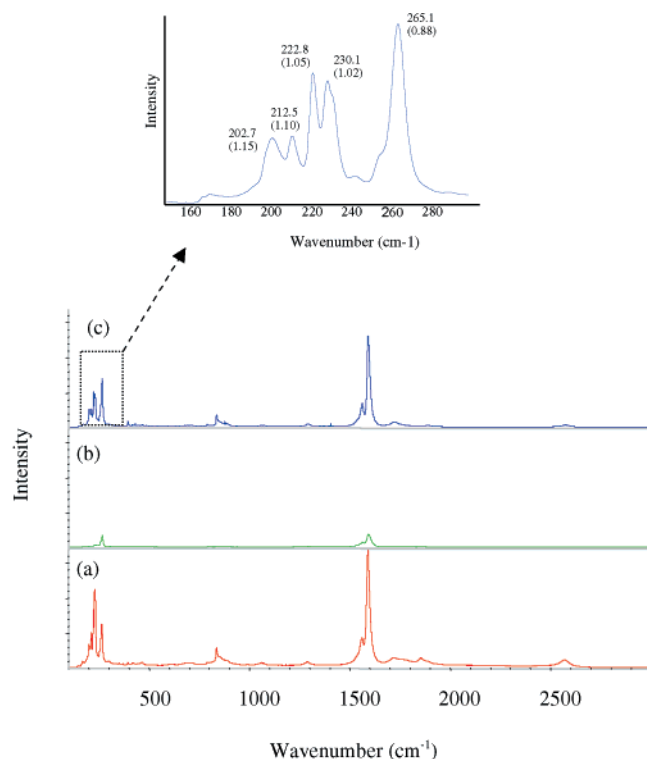 265.1
(0.88)
222.8
(1.05)
230.1
(1.02)
212.5
(1.10)
202.7
(1.15)
Intensity
160 180 200 220 240 260 280
Wavenumber (cm-1)
(c)
(b)
(a)
Intensity
500 1000 1500 2000 2500
Wavenumber (cm⁻¹)